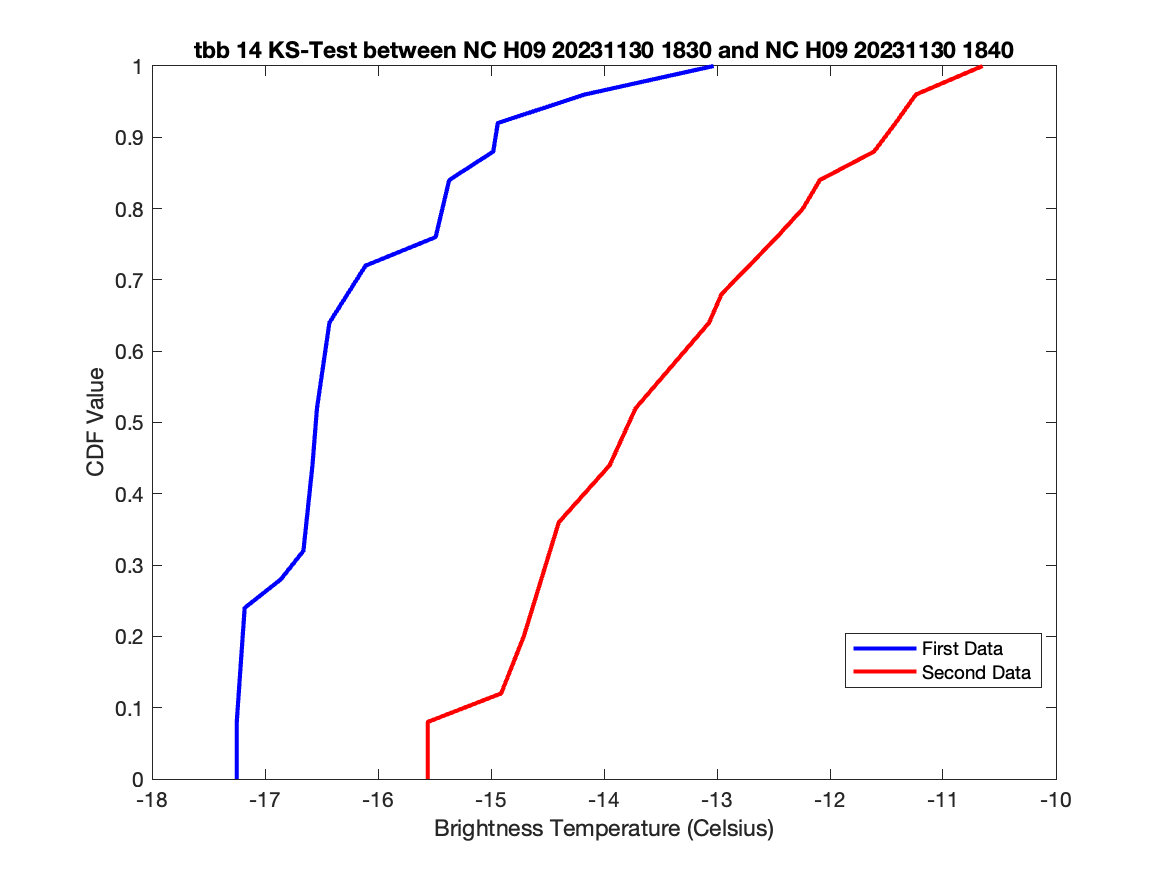 tbb 14 KS-Test between NC H09 20231130 1830 and NC H09 20231130 1840
1
0.9
0.8
0.7
0.6
0.5
0.4
0.3
0.2
0.1
0
CDF Value
First Data
Second Data
-18 -17 -16 -15 -14 -13 -12 -11 -10
Brightness Temperature (Celsius)